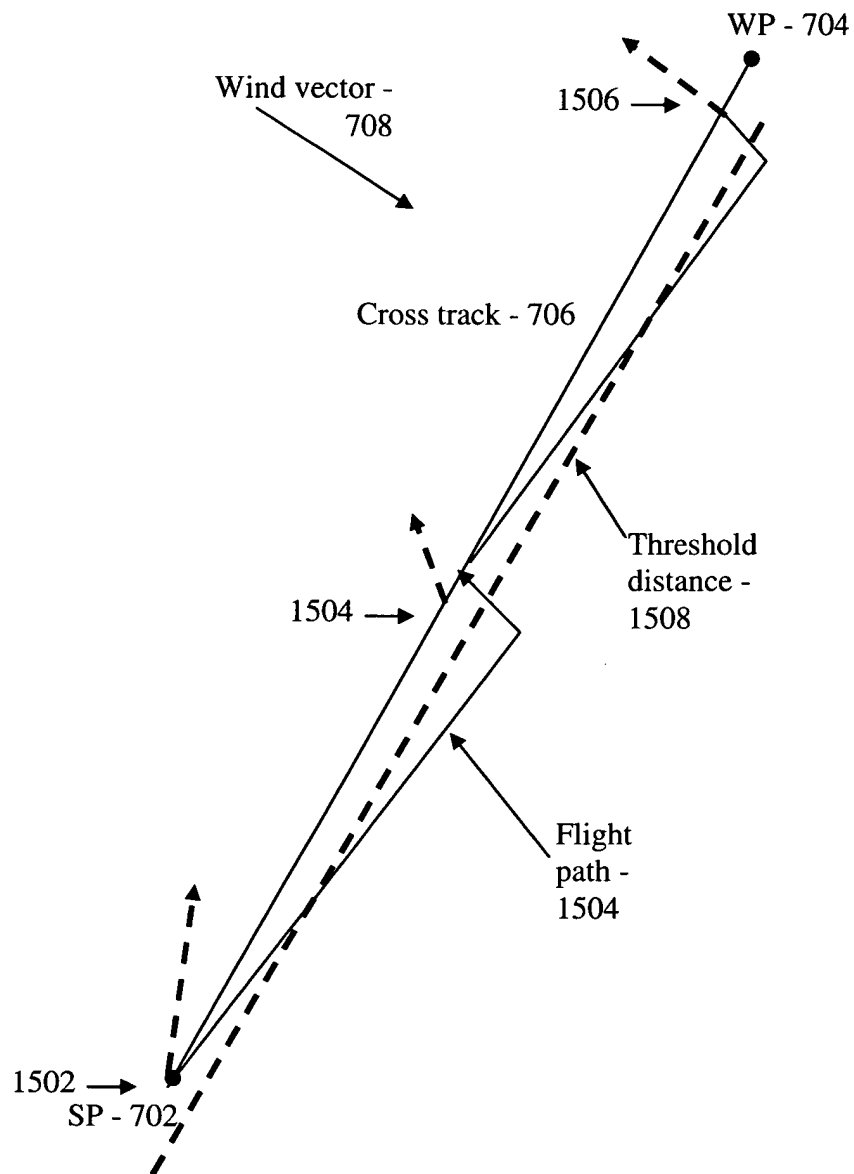 WP - 704
Wind vector -
708
1506
Cross track - 706
Threshold
distance -
1508
1504
Flight
path -
1504
1502
SP - 702